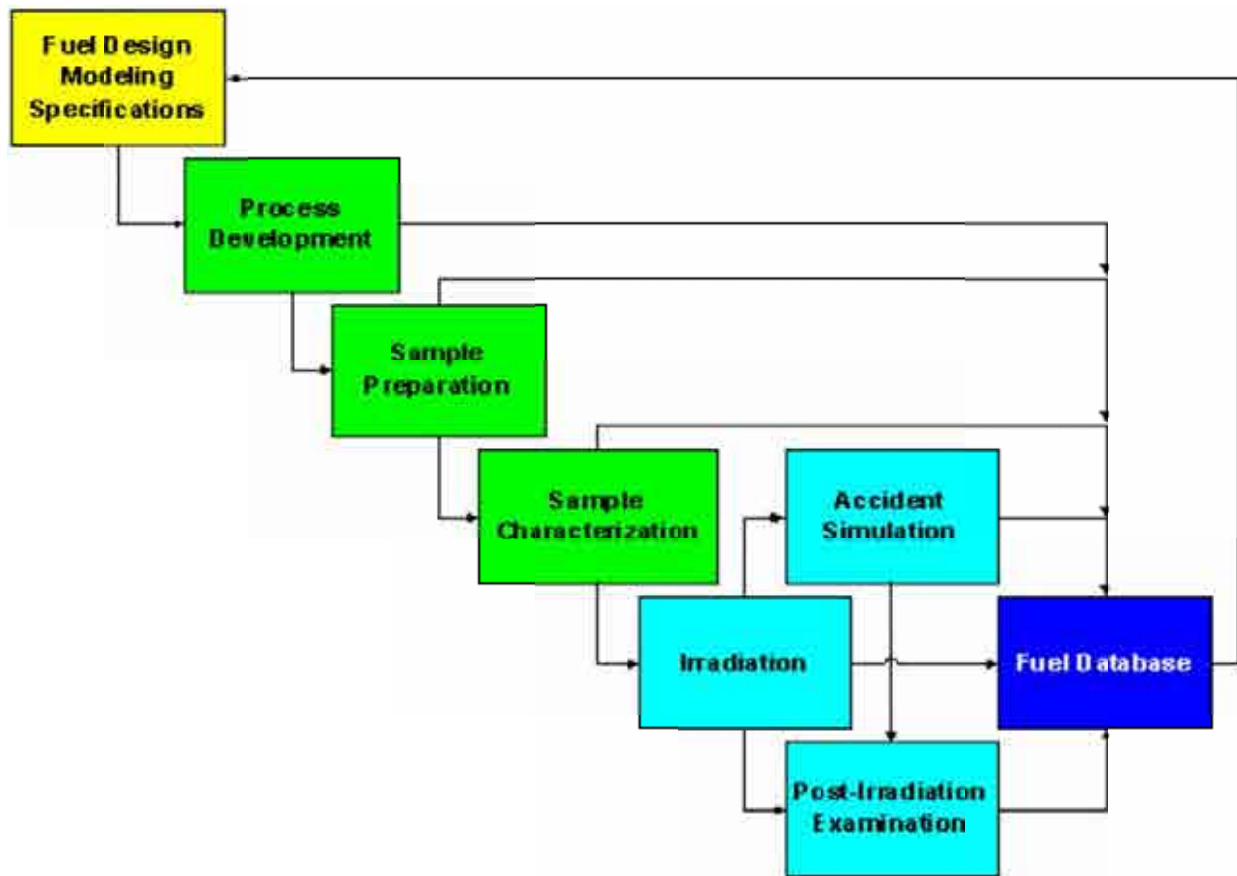 Fuel Design
Modeling
Specifications
Process
Development
Sample
Preparation
Sample
Characterization
Accident
Simulation
Irradiation
Fuel Database
Post-Irradiation
Examination